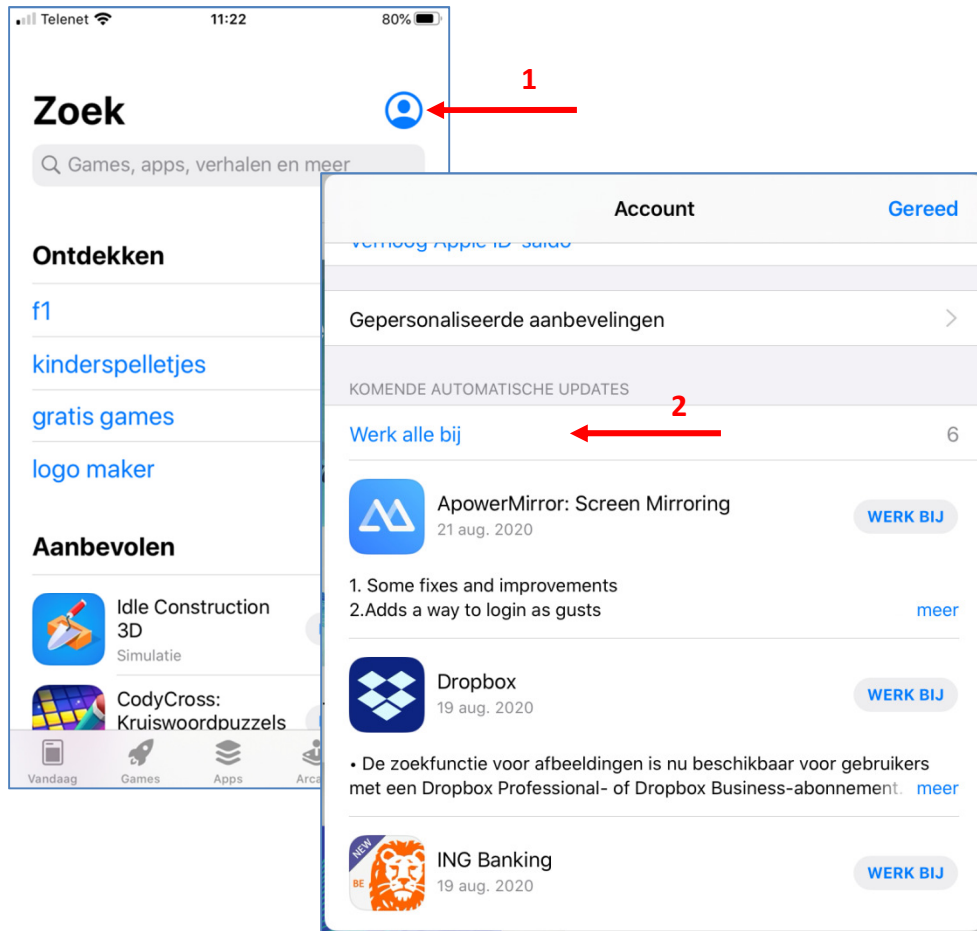 Telenet 11:22 80%
1
Zoek
Games, apps, verhalen en meer
Ontdekken
f1
kinderspelletjes
gratis games
logo maker
Aanbevolen
Idle Construction
3D
Simulatie
CodyCross:
Kruiswoordpuzzels
Vandaag Games Apps Arca
Account Gereed
Verhoog Apple ID-saldo
Gepersonaliseerde aanbevelingen
KOMENDE AUTOMATISCHE UPDATES
2
Werk alle bij 6
ApowerMirror: Screen Mirroring
21 aug. 2020
WERK BIJ
1. Some fixes and improvements
2.Adds a way to login as gusts meer
Dropbox
19 aug. 2020
WERK BIJ
• De zoekfunctie voor afbeeldingen is nu beschikbaar voor gebruikers
met een Dropbox Professional- of Dropbox Business-abonnement. meer
NEW
BE
ING Banking
19 aug. 2020
WERK BIJ